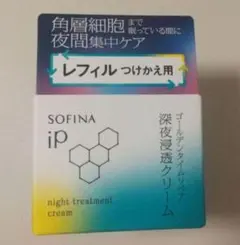 角層細胞まで
眠っている間に
夜間集中ケア
レフィルつけかえ用
SOFINA
iP
night treatment
cream
ゴールデンタイムリペア
深夜浸透クリーム